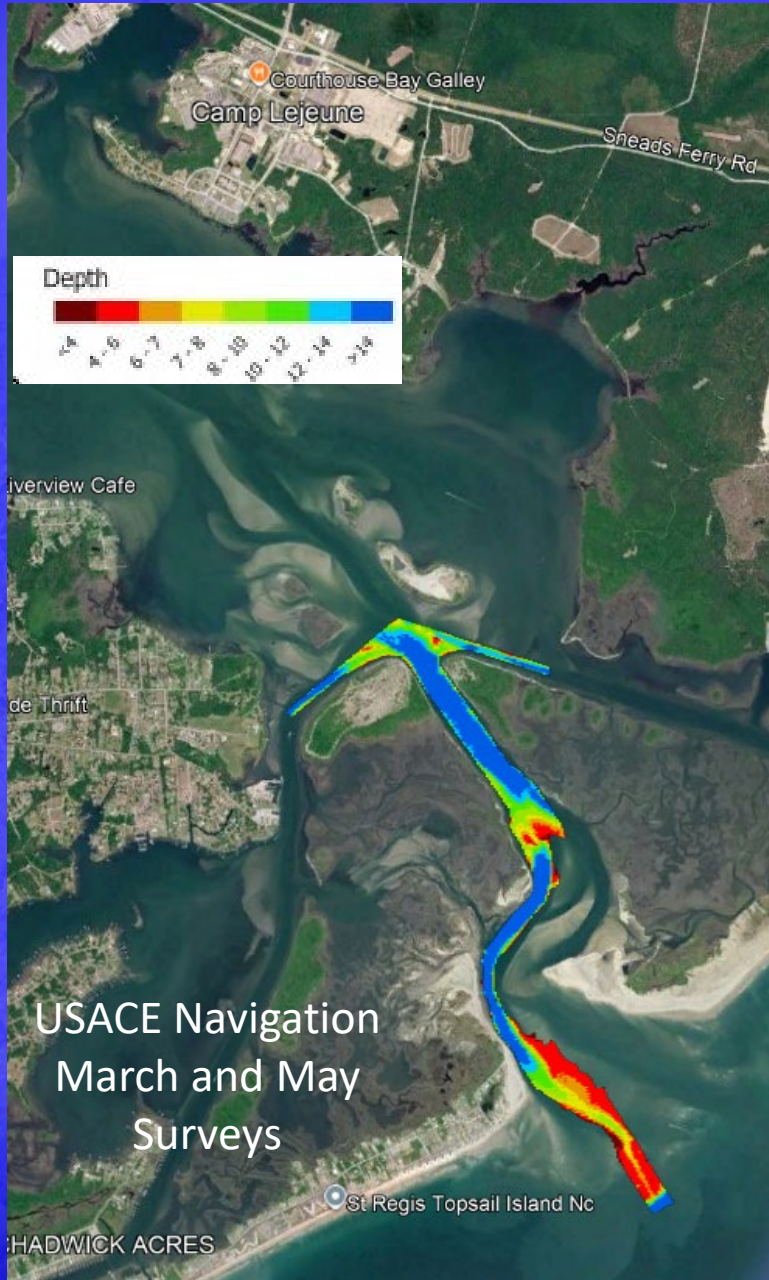 Courthouse Bay Galley
Camp Lejeune
Sneads Ferry Rd
Depth
<4
4 - 6
6 - 7
7 - 8
8 - 10
10 - 12
12 - 14
>14
iverview Cafe
de Thrift
USACE Navigation
March and May
Surveys
St Regis Topsail Island Nc
CHADWICK ACRES